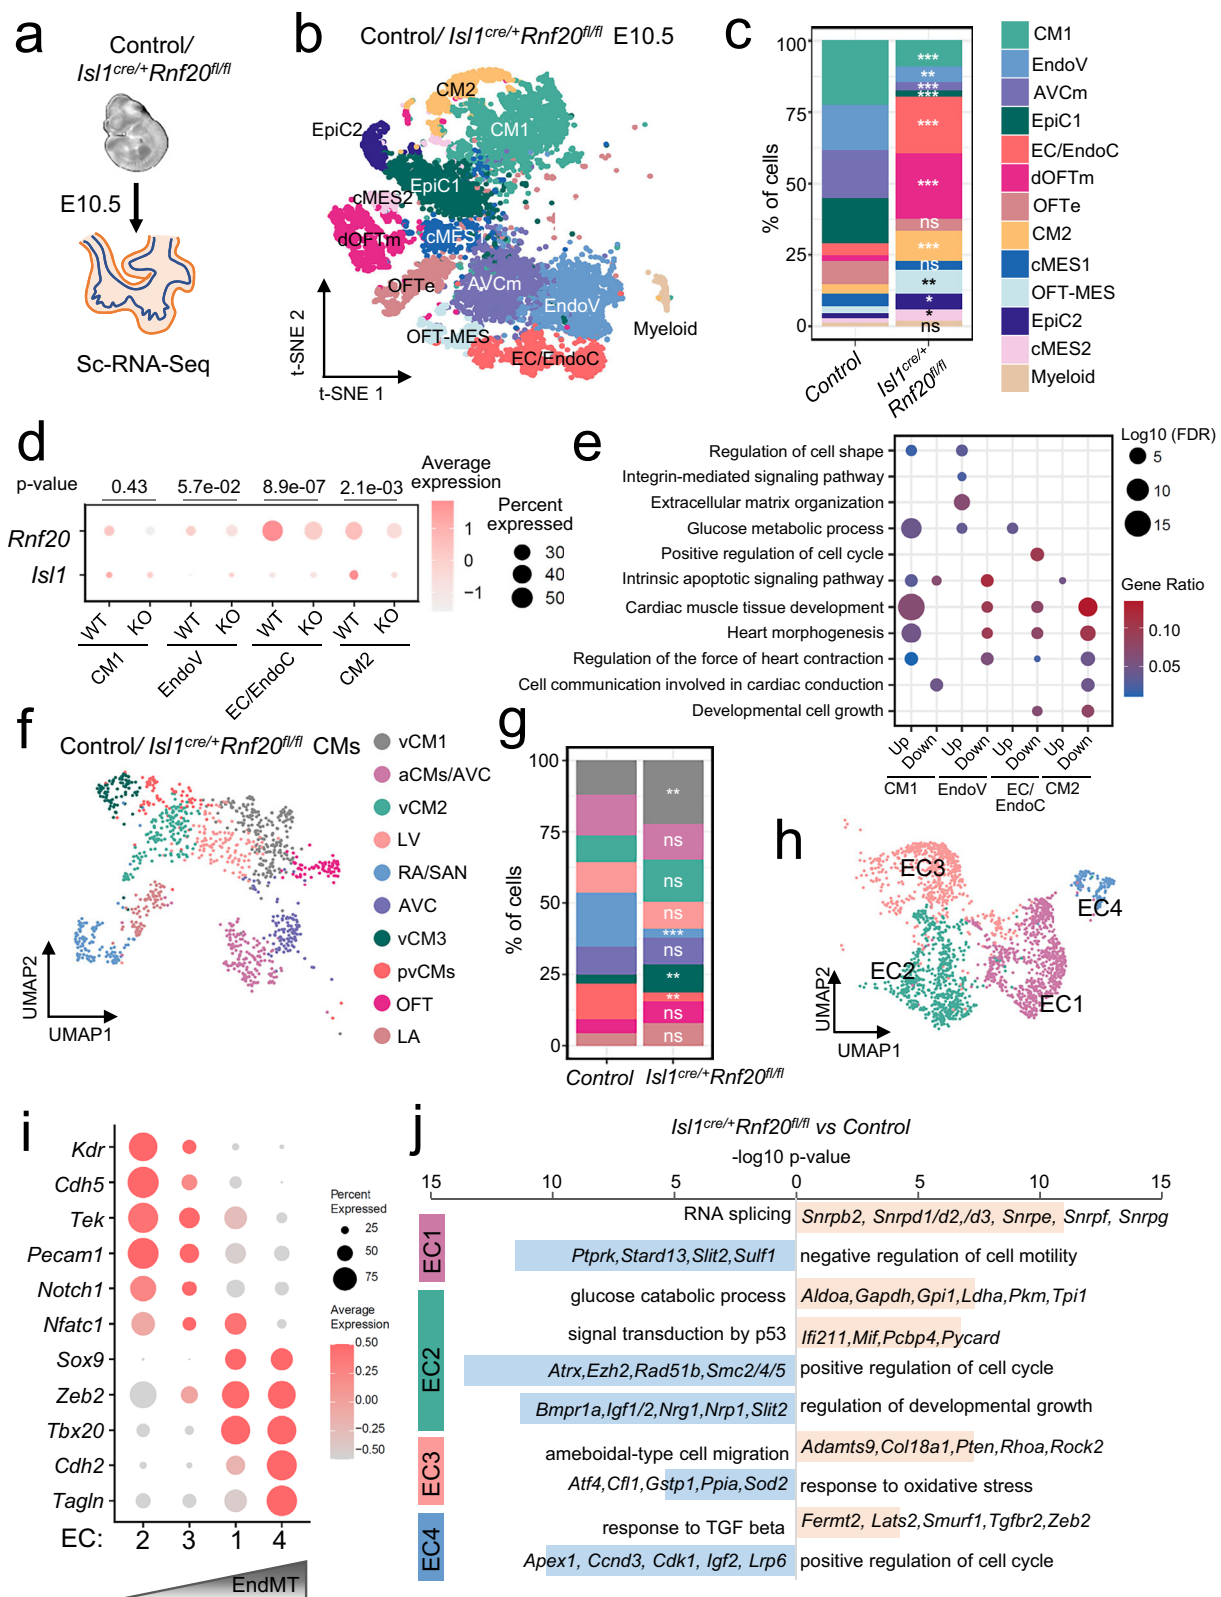 a
Control/
Isl1cre/+Rnf20fl/fl
E10.5
Sc-RNA-Seq
b
Control/ Isl1cre/+Rnf20fl/fl E10.5
CM2
CM1
EpiC2
EpiC1
cMES2
dOFTm
cMES1
OFTe
AVCm
EndoV
Myeloid
OFT-MES
EC/EndoC
t-SNE 2
t-SNE 1
c
% of cells
100
75
50
25
0
***
**
***
***
***
***
ns
***
ns
**
*
*
ns
Control
Isl1cre/+
Rnf20fl/fl
CM1
EndoV
AVCm
EpiC1
EC/EndoC
dOFTm
OFTe
CM2
cMES1
OFT-MES
EpiC2
cMES2
Myeloid
d
p-value
0.43 5.7e-02 8.9e-07 2.1e-03
Rnf20
Isl1
WT KO WT KO WT KO WT KO
CM1 EndoV EC/EndoC CM2
Average
expression
1
0
−1
Percent
expressed
30
40
50
e
Regulation of cell shape
Integrin-mediated signaling pathway
Extracellular matrix organization
Glucose metabolic process
Positive regulation of cell cycle
Intrinsic apoptotic signaling pathway
Cardiac muscle tissue development
Heart morphogenesis
Regulation of the force of heart contraction
Cell communication involved in cardiac conduction
Developmental cell growth
Up Down Up Down Up Down Up Down
CM1 EndoV EC/ CM2
EndoC
Log10 (FDR)
5
10
15
Gene Ratio
0.10
0.05
f
Control/ Isl1cre/+Rnf20fl/fl CMs
UMAP2
UMAP1
vCM1
aCMs/AVC
vCM2
LV
RA/SAN
AVC
vCM3
pvCMs
OFT
LA
g
% of cells
100
75
50
25
0
**
ns
ns
ns
***
ns
**
**
ns
ns
Control Isl1cre/+Rnf20fl/fl
h
EC3
EC4
EC2
EC1
UMAP2
UMAP1
i
Kdr
Cdh5
Tek
Pecam1
Notch1
Nfatc1
Sox9
Zeb2
Tbx20
Cdh2
Tagln
EC: 2 3 1 4
EndMT
Percent
Expressed
25
50
75
Average
Expression
0.50
0.25
0.00
−0.25
−0.50
j
Isl1cre/+Rnf20fl/fl vs Control
-log10 p-value
15 10 5 0 5 10 15
EC1
RNA splicing Snrpb2, Snrpd1/d2,/d3, Snrpe, Snrpf, Snrpg
Ptprk,Stard13,Slit2,Sulf1 negative regulation of cell motility
EC2
glucose catabolic process Aldoa,Gapdh,Gpi1,Ldha,Pkm,Tpi1
signal transduction by p53 Ifi211,Mif,Pcbp4,Pycard
Atrx,Ezh2,Rad51b,Smc2/4/5 positive regulation of cell cycle
Bmpr1a,Igf1/2,Nrg1,Nrp1,Slit2 regulation of developmental growth
EC3
ameboidal-type cell migration Adamts9,Col18a1,Pten,Rhoa,Rock2
Atf4,Cfl1,Gstp1,Ppia,Sod2 response to oxidative stress
EC4
response to TGF beta Fermt2, Lats2,Smurf1,Tgfbr2,Zeb2
Apex1, Ccnd3, Cdk1, Igf2, Lrp6 positive regulation of cell cycle